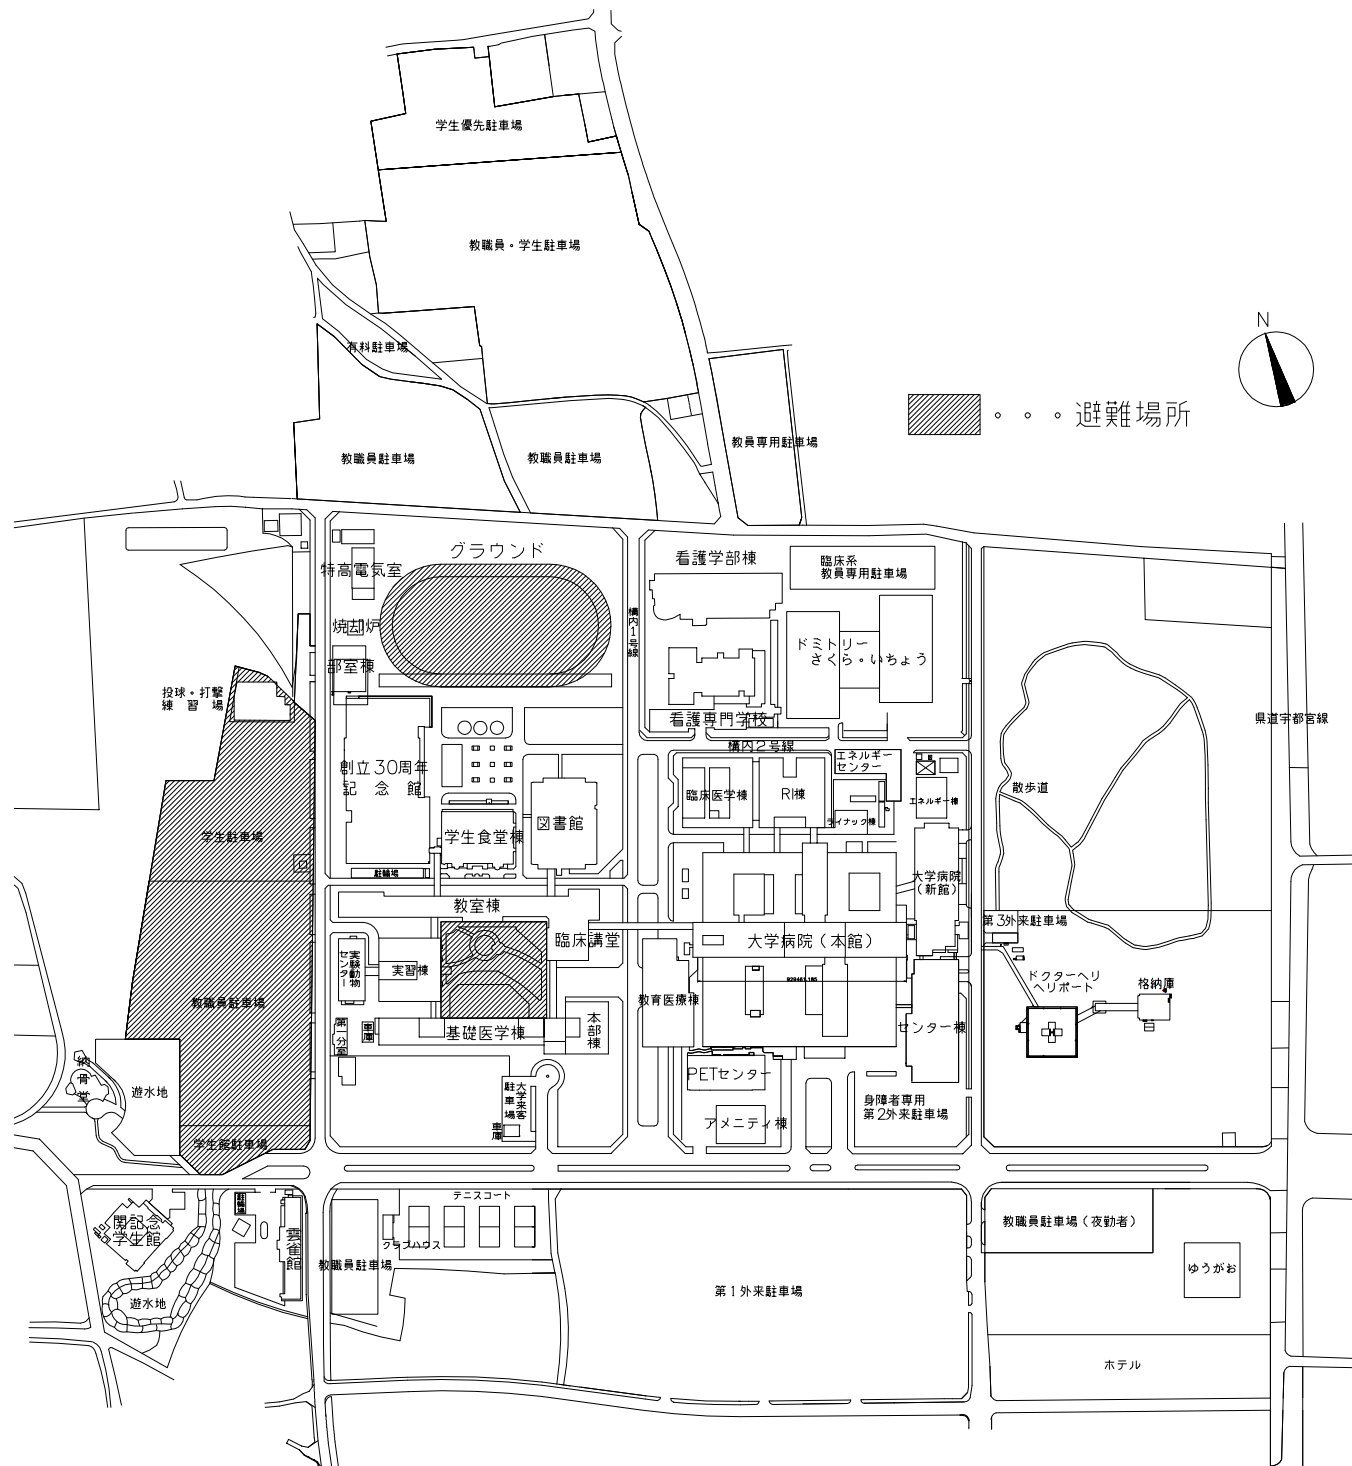 学生優先駐車場
教職員・学生駐車場
N
有料駐車場
・・・避難場所
教職員駐車場
教職員駐車場
教員専用駐車場
グラウンド
特高電気室
焼却炉
部室棟
構内1号線
看護学部棟
臨床系
教員専用駐車場
ドミトリー
さくら・いちょう
投球・打撃
練習場
看護専門学校
県道宇都宮線
構内2号線
創立30周年
記念館
エネルギー
センター
臨床医学棟
RI棟
エネルギー棟
散歩道
ライナック棟
学生駐車場
学生食堂棟
図書館
駐輪場
大学病院
(新館)
教室棟
臨床講堂
大学病院(本館)
第3外来駐車場
実験動物
センター
実習棟
教育医療棟
ドクターヘリ
ヘリポート
格納庫
教職員駐車場
第一分室
車庫
基礎医学棟
本部棟
センター棟
納骨堂
遊水地
PETセンター
大学来客
駐車場
車庫
アメニティ棟
身障者専用
第2外来駐車場
学生館駐車場
関記念
学生館
駐輪場
雲雀館
テニスコート
クラブハウス
教職員駐車場
教職員駐車場(夜勤者)
ゆうがお
遊水地
第1外来駐車場
ホテル